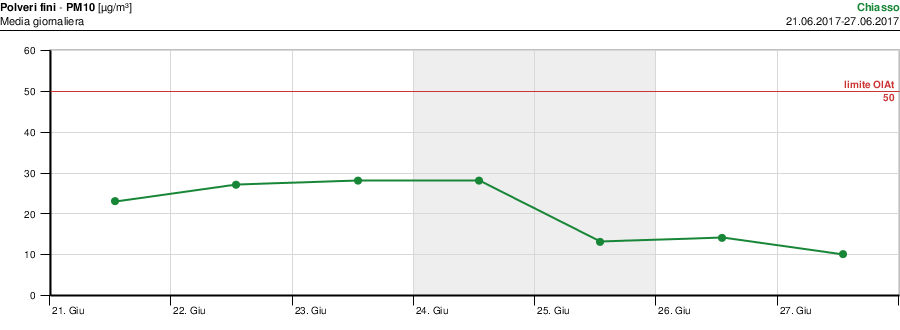 Polveri fini - PM10 [µg/m³]
Chiasso
Media giornaliera
21.06.2017-27.06.2017
60
50
40
30
20
10
0
limite OIAt
50
21. Giu
22. Giu
23. Giu
24. Giu
25. Giu
26. Giu
27. Giu